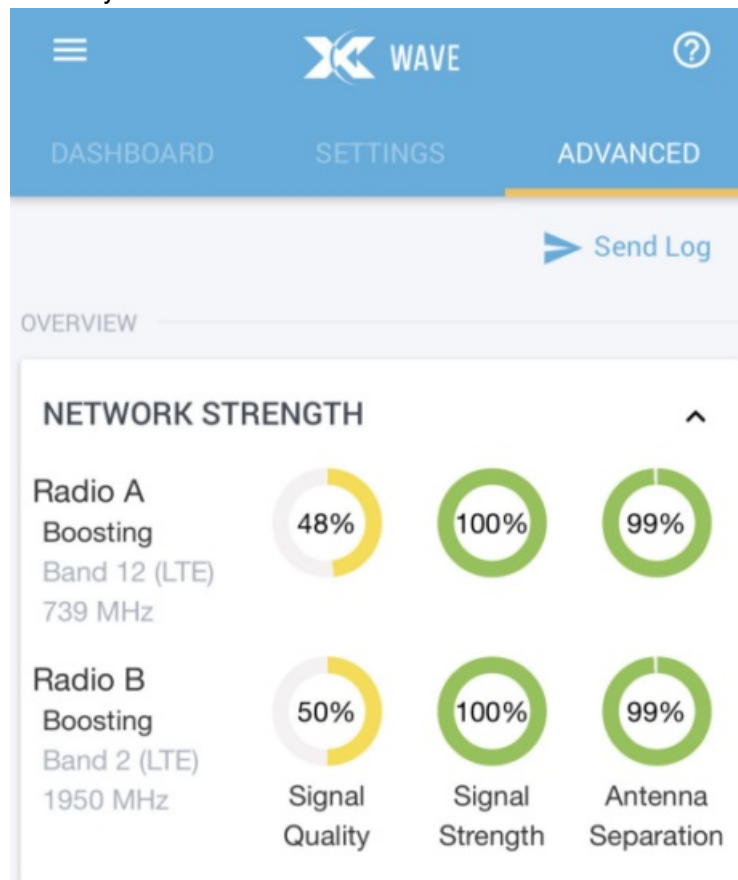 WAVE ?
DASHBOARD SETTINGS ADVANCED
Send Log
OVERVIEW
NETWORK STRENGTH
Radio A
Boosting
Band 12 (LTE)
739 MHz
48% 100% 99%
Radio B
Boosting
Band 2 (LTE)
1950 MHz
50% 100% 99%
Signal Quality
Signal Strength
Antenna Separation